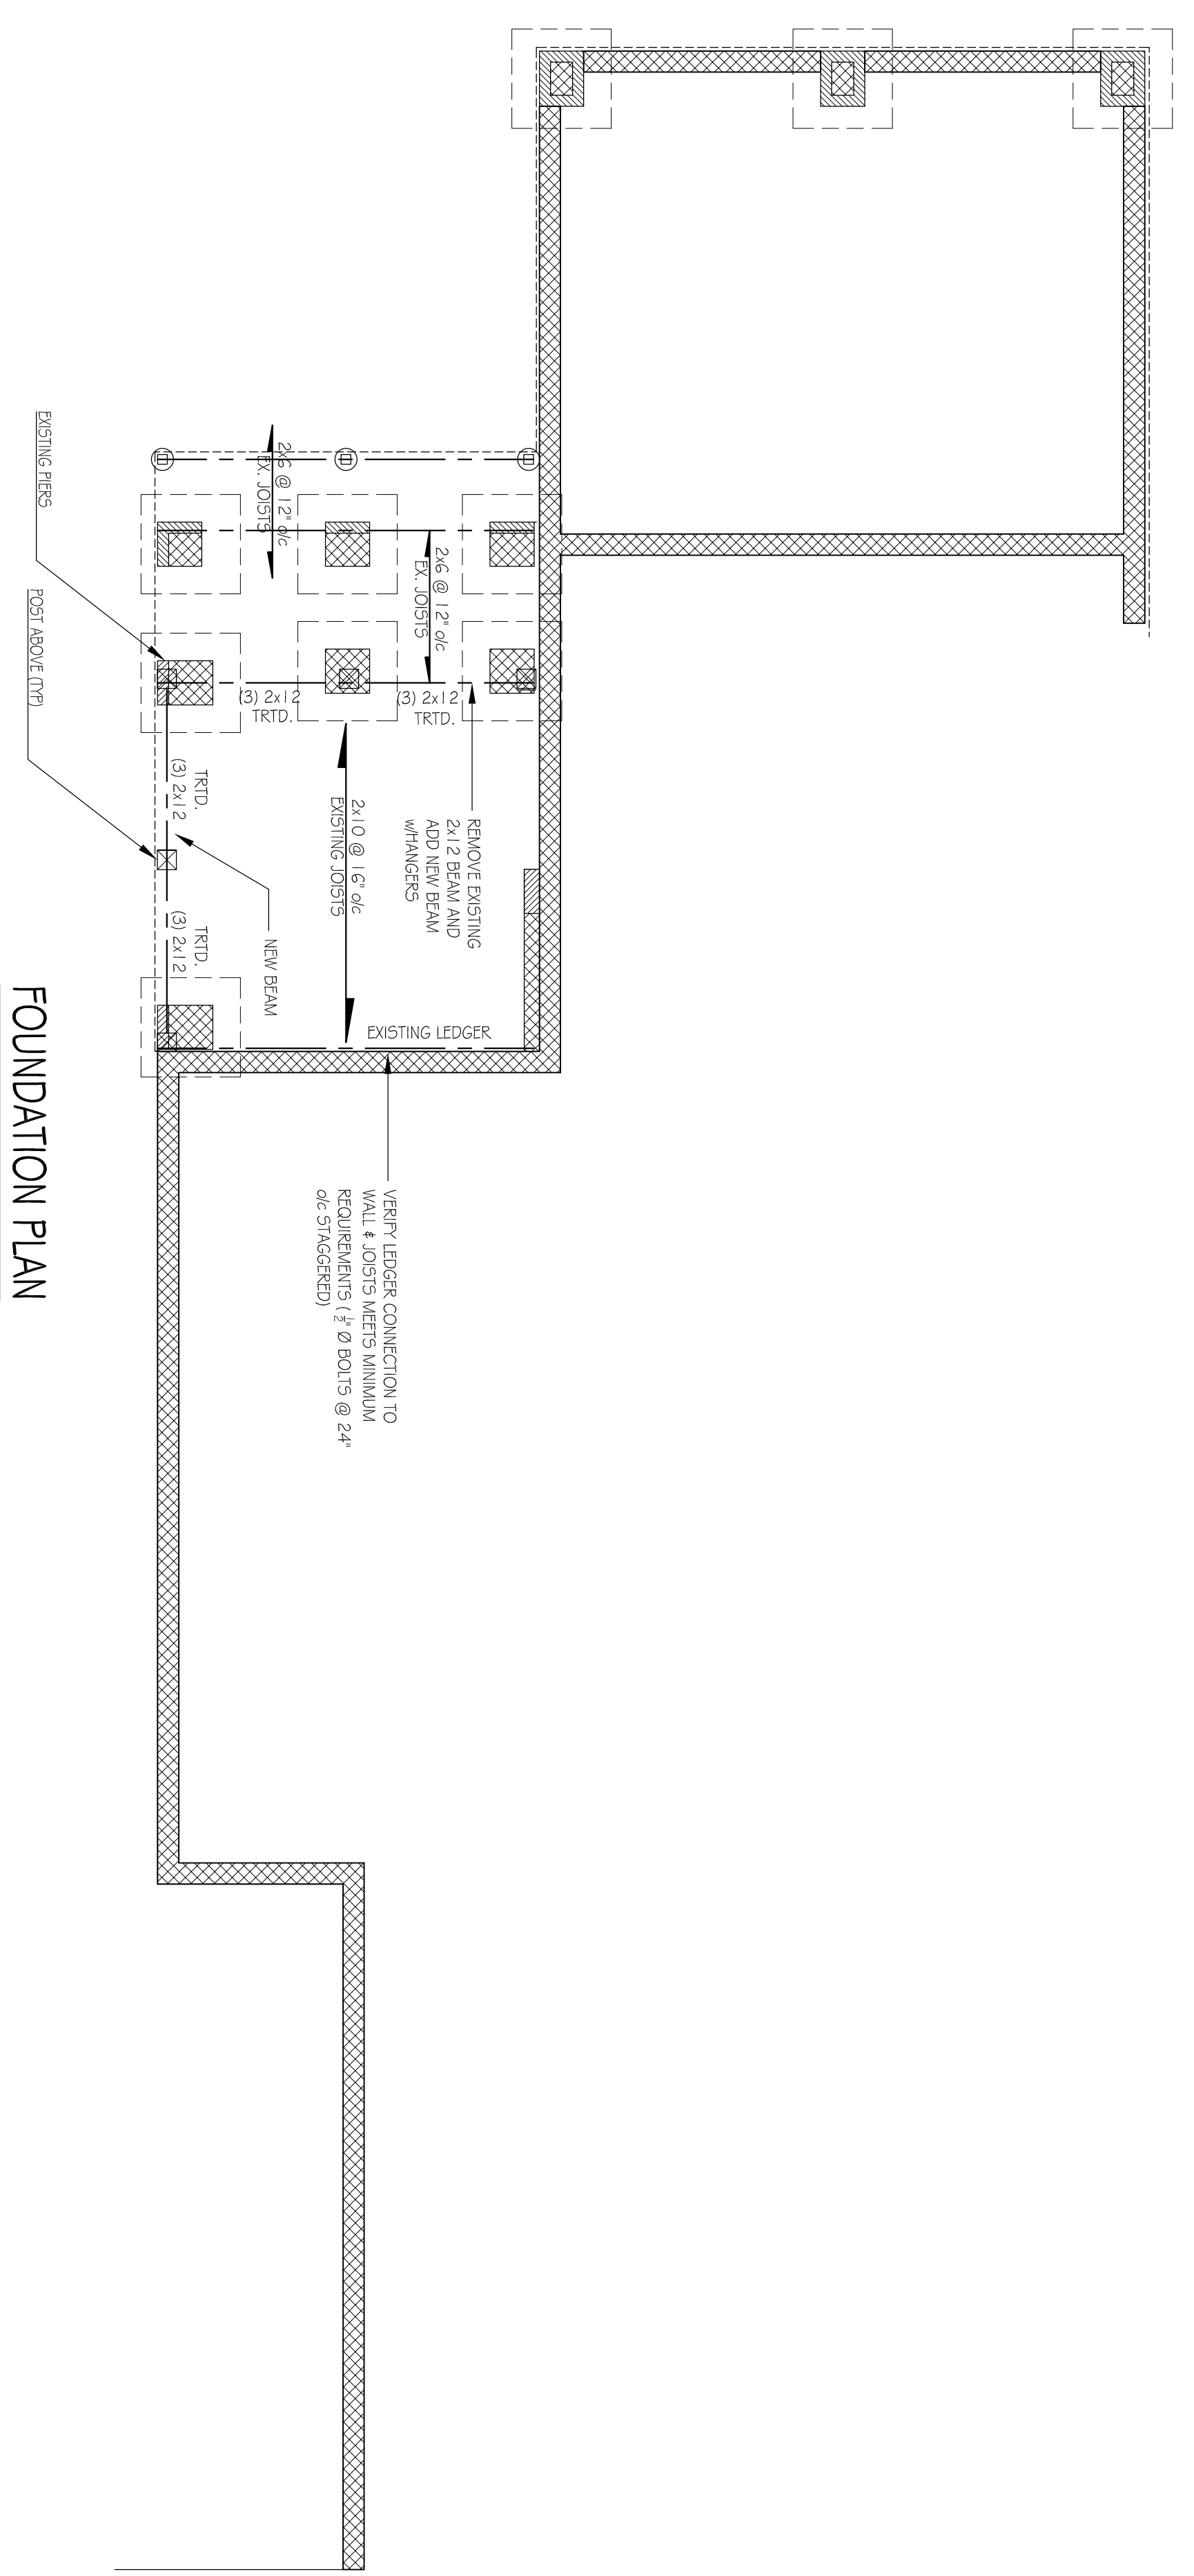 2x6 @ 12" o/c
EX. JOISTS
2x6 @ 12" o/c
EX. JOISTS
EXISTING PIERS
POST ABOVE (TYP)
(3) 2x12
TRTD.
(3) 2x12
TRTD.
TRTD.
(3) 2x12
TRTD.
(3) 2x12
REMOVE EXISTING
2x12 BEAM AND
ADD NEW BEAM
w/HANGERS
2x10 @ 16" o/c
EXISTING JOISTS
NEW BEAM
EXISTING LEDGER
VERIFY LEDGER CONNECTION TO
WALL & JOISTS MEETS MINIMUM
REQUIREMENTS ( ½" Ø BOLTS @ 24"
o/c STAGGERED)
FOUNDATION PLAN